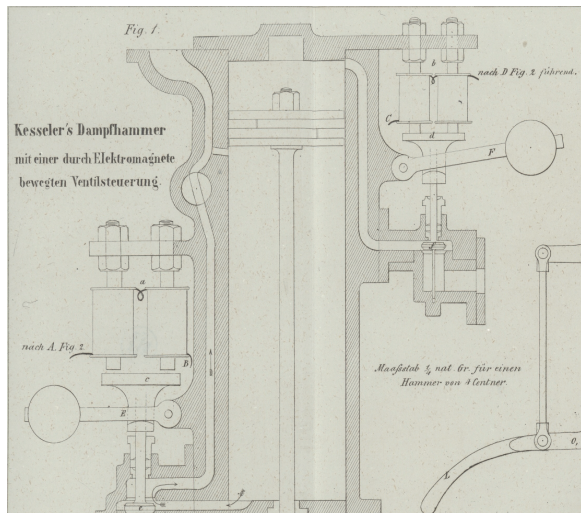 Fig. 1.
Kesseler's Dampfhammer
mit einer durch Elektromagnete
bewegten Ventilsteuerung.
b
nach D Fig. 2 führend.
C
d
F
f
a
nach A. Fig 2.
B
c
E
e
Maaßstab ¼ nat Gr. für einen
Hammer von 4 Centner.